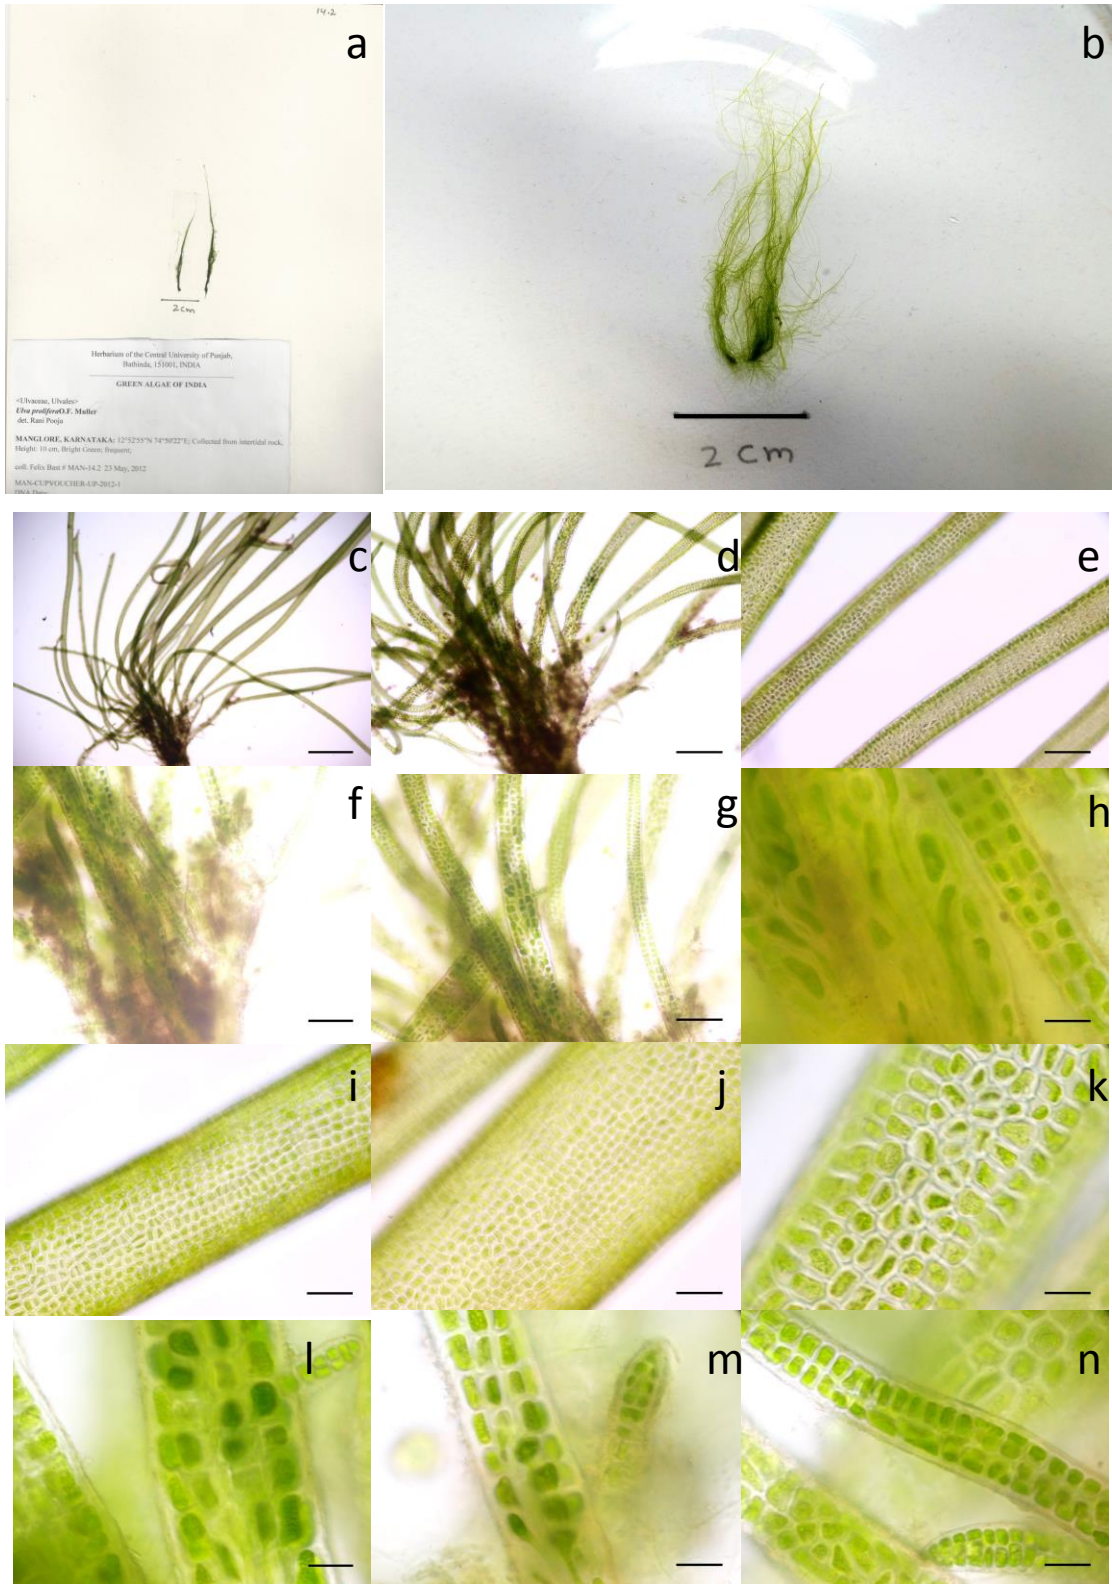 14.2
a
2 cm
Herbarium of the Central University of Punjab,
Bathinda, 151001, INDIA
GREEN ALGAE OF INDIA
<Ulvaceae, Ulvales>
Ulva proliferaO.F. Muller
det. Rani Pooja
MANGLORE, KARNATAKA: 12°52'55"N 74°50'22"E; Collected from intertidal rock,
Height: 10 cm, Bright Green; frequent;
coll. Felix Bast # MAN-14.2 23 May, 2012
MAN-CUPVOUCHER-UP-2012-1
b
2 cm
c
d
e
f
g
h
i
j
k
l
m
n